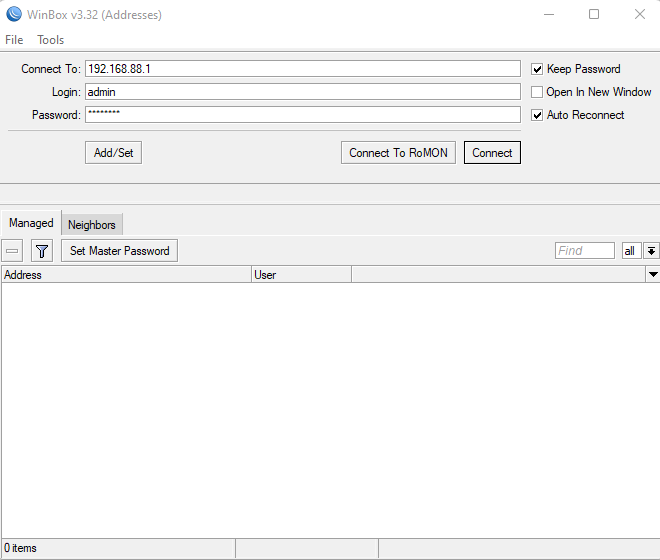 WinBox v3.32 (Addresses)
File Tools
Connect To: 192.168.88.1 Keep Password
Login: admin Open In New Window
Password: ******** Auto Reconnect
Add/Set Connect To RoMON Connect
Managed Neighbors
Set Master Password Find all
Address User
0 items